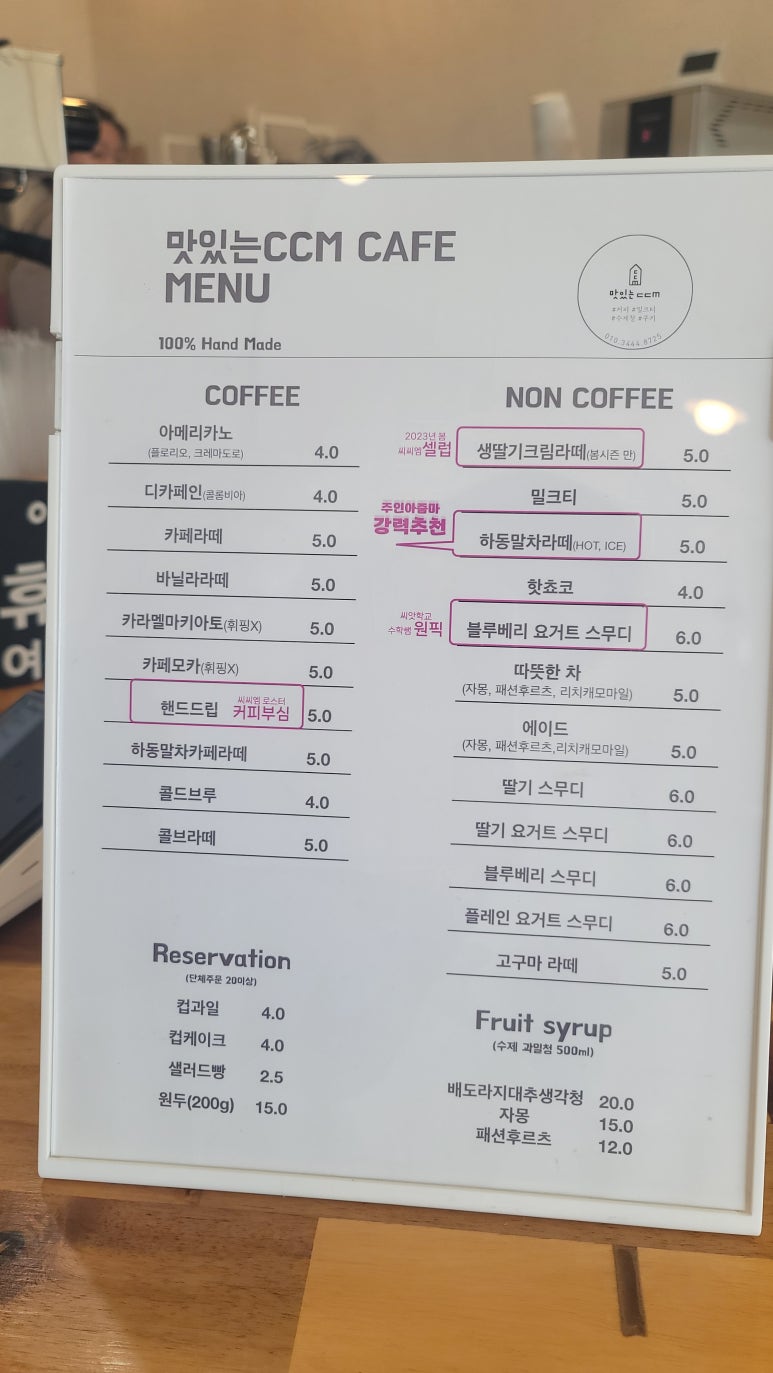 맛있는CCM CAFE
MENU
100% Hand Made
맛있는ccm
#커피 #밀크티
#수제청 #쿠키
010.3444.8725
COFFEE
아메리카노
(플로리오, 크레마도로) 4.0
디카페인(콜롬비아) 4.0
카페라떼 5.0
바닐라라떼 5.0
카라멜마키아토(휘핑X) 5.0
카페모카(휘핑X) 5.0
핸드드립 씨씨엠 로스터 커피부심 5.0
하동말차카페라떼 5.0
콜드브루 4.0
콜브라떼 5.0
NON COFFEE
2023년 봄
씨씨엠셀럽 생딸기크림라떼(봄시즌 만) 5.0
밀크티 5.0
주인아줌마
강력추천 하동말차라떼(HOT, ICE) 5.0
핫쵸코 4.0
씨앗학교
수학쌤 원픽 블루베리 요거트 스무디 6.0
따뜻한 차
(자몽, 패션후르츠, 리치캐모마일) 5.0
에이드
(자몽, 패션후르츠,리치캐모마일) 5.0
딸기 스무디 6.0
딸기 요거트 스무디 6.0
블루베리 스무디 6.0
플레인 요거트 스무디 6.0
고구마 라떼 5.0
Reservation
(단체주문 20이상)
컵과일 4.0
컵케이크 4.0
샐러드빵 2.5
원두(200g) 15.0
Fruit syrup
(수제 과일청 500ml)
배도라지대추생각청 20.0
자몽 15.0
패션후르츠 12.0